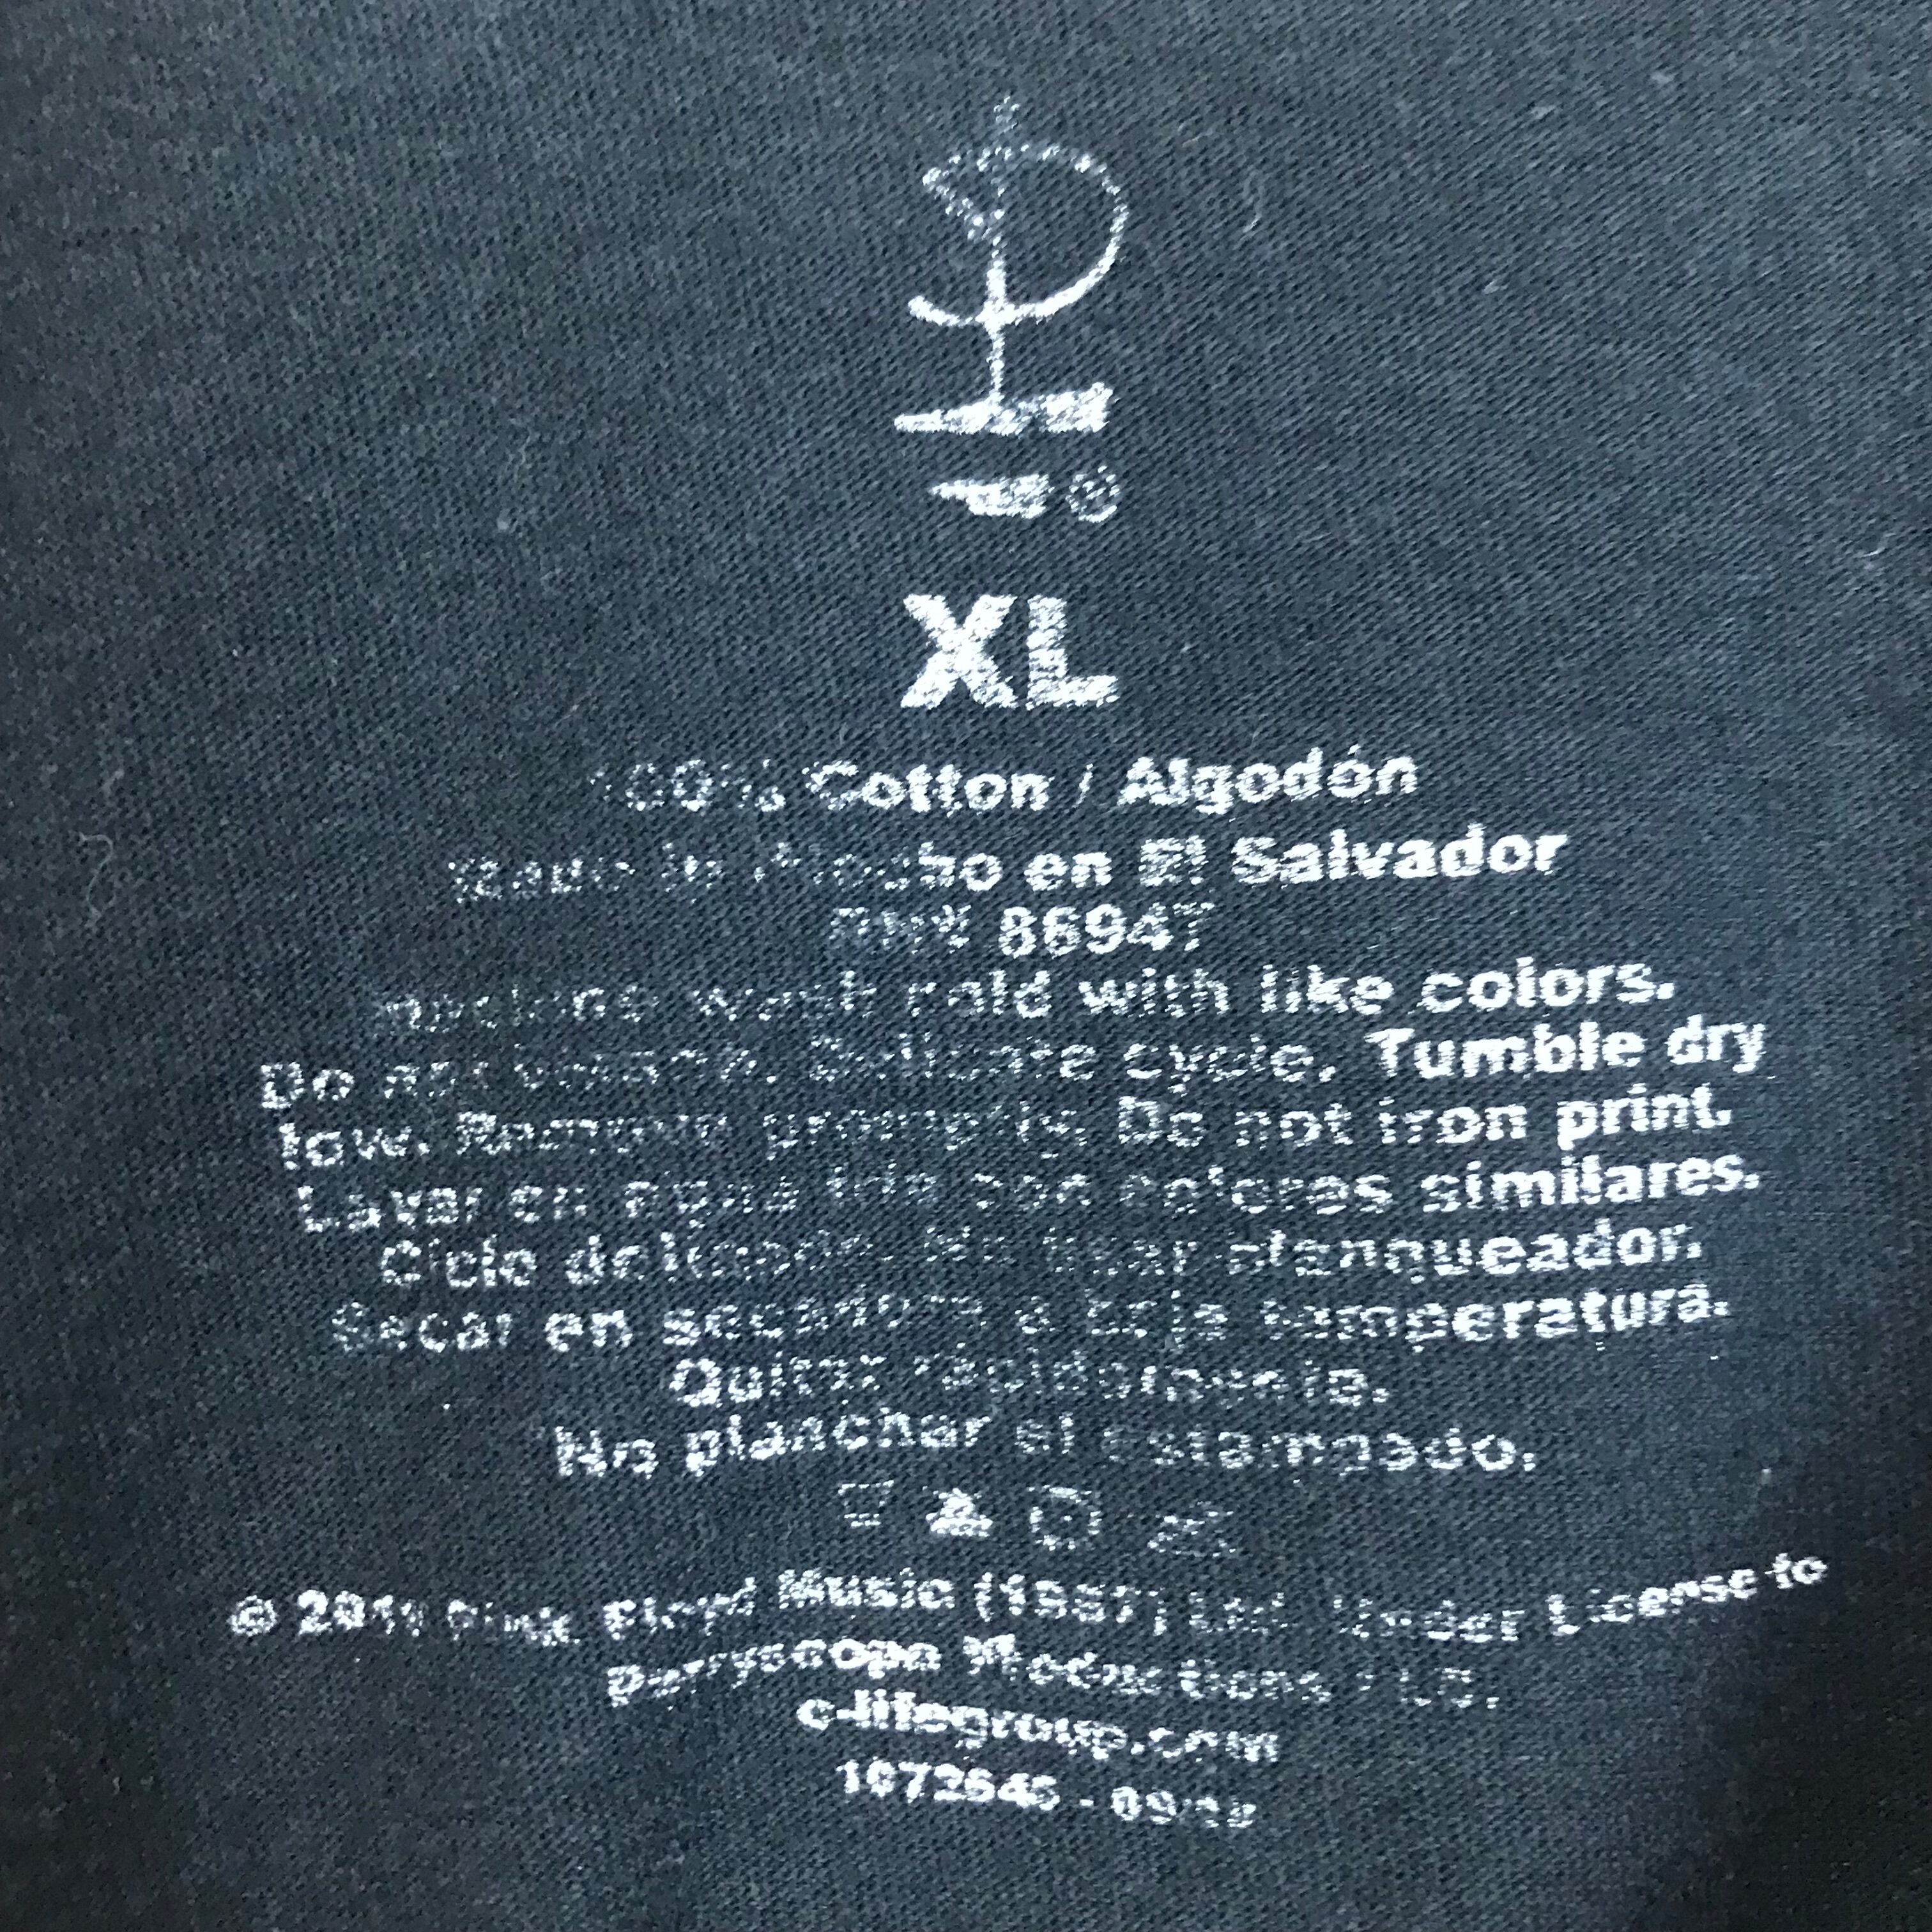 XL
100% Cotton / Algodón
Made in / Hecho en El Salvador
RN# 86947
Machine wash cold with like colors.
Do not bleach. Delicate cycle. Tumble dry
low. Remove promptly. Do not iron print.
Lavar en agua fría con colores similares.
Ciclo delicado. No usar blanqueador.
Secar en secadora a baja temperatura.
Quitar rápidamente.
No planchar el estampado.
© Pink Floyd Music (1987) Ltd. Under License to
Perryscope Productions LLC.
c-lifegroup.com